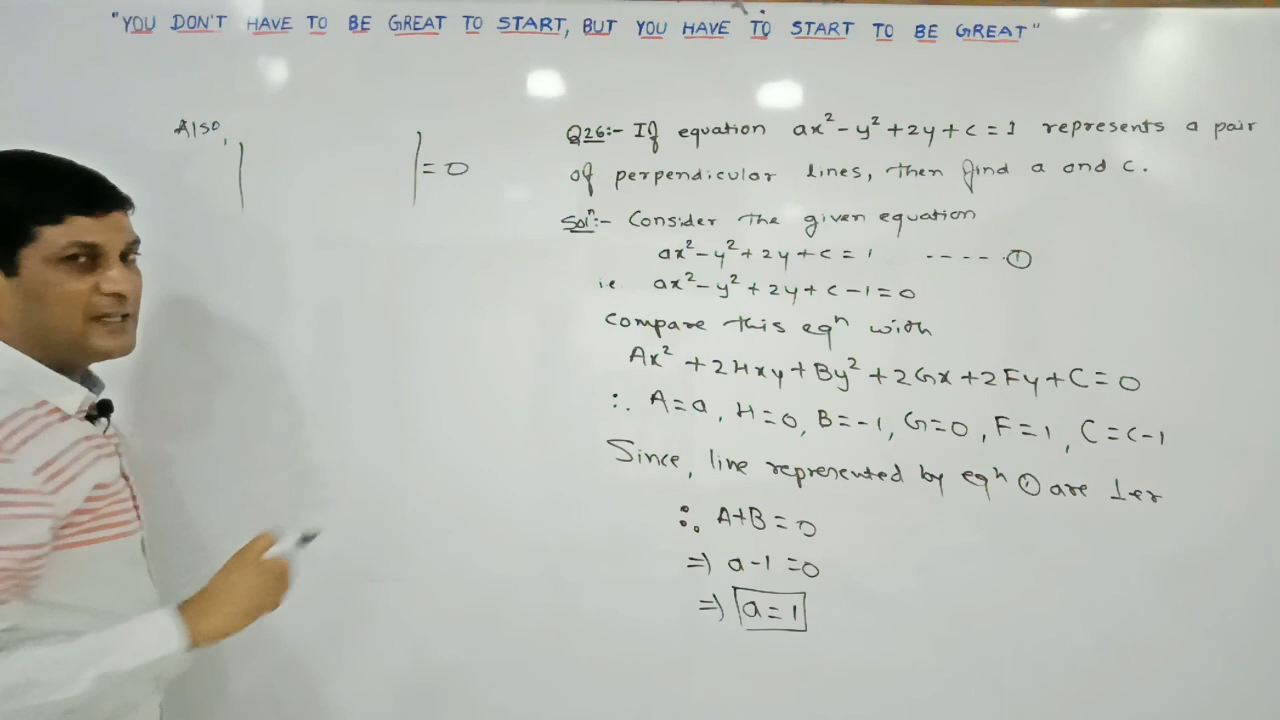 "YOU DON'T HAVE TO BE GREAT TO START, BUT YOU HAVE TO START TO BE GREAT"
Also,
| | = 0
Q26:- If equation ax² - y² + 2y + c = 1 represents a pair
of perpendicular lines, then find a and c.
Solⁿ:- Consider the given equation
ax² - y² + 2y + c = 1 ---- ①
i.e ax² - y² + 2y + c - 1 = 0
Compare this eqⁿ with
Ax² + 2Hxy + By² + 2Gx + 2Fy + C = 0
∴ A = a, H = 0, B = -1, G = 0, F = 1, C = c - 1
Since, line represented by eqⁿ ① are ⊥er
∴ A + B = 0
⇒ a - 1 = 0
⇒ a = 1